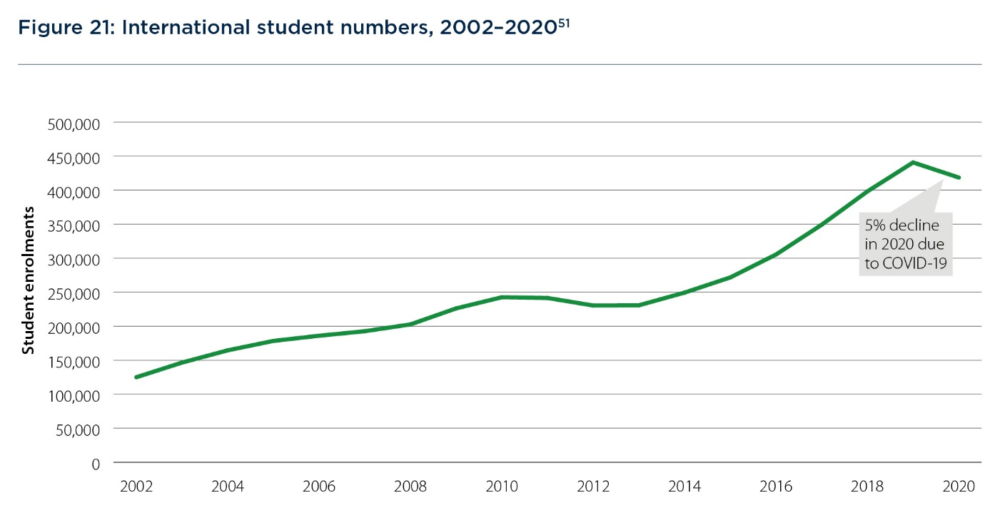 Figure 21: International student numbers, 2002–2020⁵¹
500,000
450,000
400,000
350,000
300,000
250,000
200,000
150,000
100,000
50,000
0
Student enrolments
5% decline
in 2020 due
to COVID-19
2002 2004 2006 2008 2010 2012 2014 2016 2018 2020